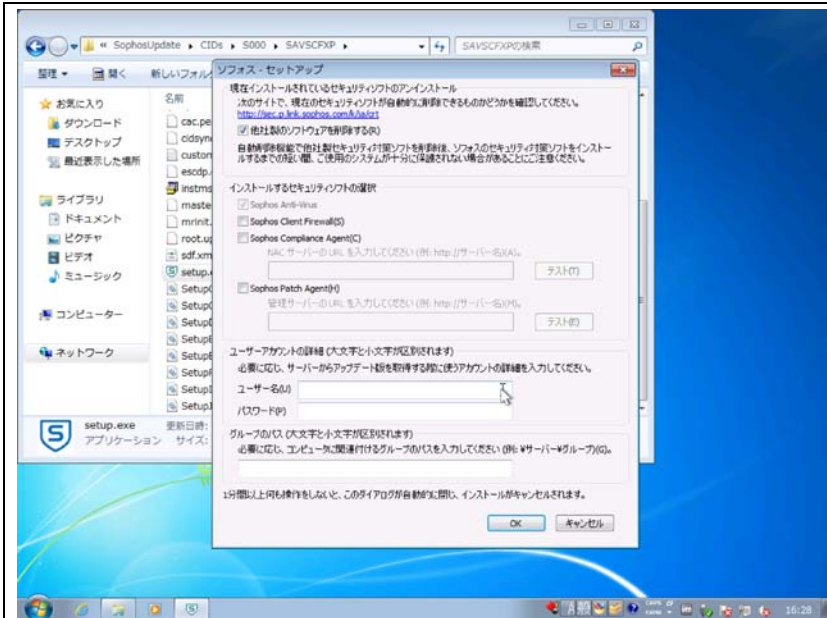 « SophosUpdate ▸ CIDs ▸ S000 ▸ SAVSCFXP ▸
SAVSCFXPの検索
整理 ▼
開く
新しいフォル
ソフォス - セットアップ
お気に入り
ダウンロード
デスクトップ
最近表示した場所
ライブラリ
ドキュメント
ピクチャ
ビデオ
ミュージック
コンピューター
ネットワーク
名前
cac.pe
cidsyn
custon
escdp.
instms
maste
mrinit.
root.up
sdf.xm
setup.
Setup
Setup
Setup
Setup
Setup
Setup
Setup
Setup
現在インストールされているセキュリティソフトのアンインストール
次のサイトで、現在のセキュリティソフトが自動的に削除できるものかどうかを確認してください。
http://sec.p.link.sophos.com/k/ja/crt
他社製のソフトウェアを削除する(R)
自動削除機能で他社製セキュリティ対策ソフトを削除後、ソフォスのセキュリティ対策ソフトをインストー
ルするまでの短い間、ご使用のシステムが十分に保護されない場合があることにご注意ください。
インストールするセキュリティソフトの選択
Sophos Anti-Virus
Sophos Client Firewall(S)
Sophos Compliance Agent(C)
NAC サーバーの URL を入力してください (例: http://サーバー名)(A)。
テスト(T)
Sophos Patch Agent(H)
管理サーバーの URL を入力してください (例: http://サーバー名)(M)。
テスト(E)
ユーザーアカウントの詳細 (大文字と小文字が区別されます)
必要に応じ、サーバーからアップデート版を取得する際に使うアカウントの詳細を入力してください。
ユーザー名(U)
パスワード(P)
グループのパス (大文字と小文字が区別されます)
必要に応じ、コンピュータに関連付けるグループのパスを入力してください (例: ¥サーバー¥グループ)(G)。
1分間以上何も操作をしないと、このダイアログが自動的に閉じ、インストールがキャンセルされます。
OK
キャンセル
setup.exe
更新日時:
アプリケーション
サイズ:
A 般
CAPS
KANA
16:28